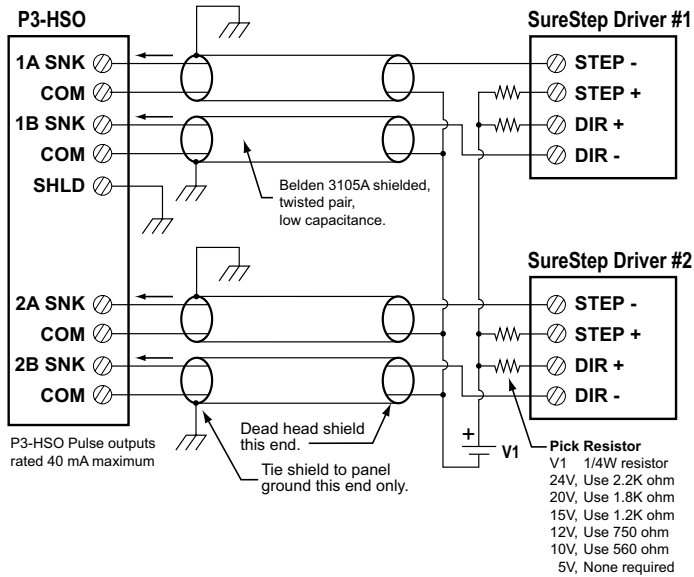 P3-HSO
SureStep Driver #1
1A SNK
COM
1B SNK
COM
SHLD
STEP -
STEP +
DIR +
DIR -
Belden 3105A shielded,
twisted pair,
low capacitance.
SureStep Driver #2
2A SNK
COM
2B SNK
COM
STEP -
STEP +
DIR +
DIR -
P3-HSO Pulse outputs
rated 40 mA maximum
Dead head shield
this end.
Tie shield to panel
ground this end only.
+
V1
Pick Resistor
V1 1/4W resistor
24V, Use 2.2K ohm
20V, Use 1.8K ohm
15V, Use 1.2K ohm
12V, Use 750 ohm
10V, Use 560 ohm
5V, None required